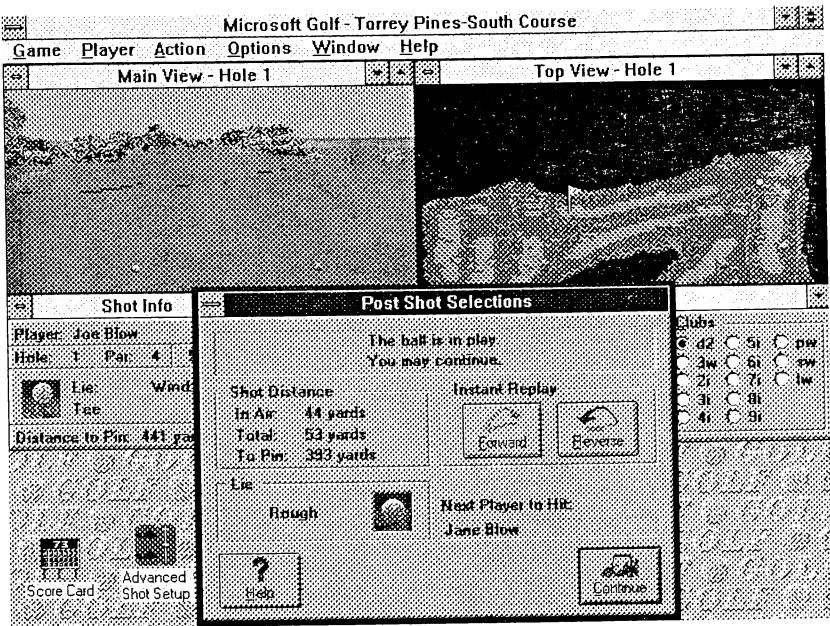 Microsoft Golf - Torrey Pines-South Course
Game Player Action Options Window Help
Main View - Hole 1
Top View - Hole 1
Shot Info
Player: Joe Blow
Hole: 1 Par: 4
Lie: Wind:
Tee
Distance to Pin: 441 yar
Post Shot Selections
The ball is in play.
You may continue.
Shot Distance
In Air: 44 yards
Total: 53 yards
To Pin: 393 yards
Instant Replay
Forward Reverse
Lie
Rough
Next Player to Hit:
Jane Blow
Help
Continue
Clubs
d2 5i pw
3w 6i sw
2i 7i lw
3i 8i
4i 9i
Score Card
Advanced
Shot Setup